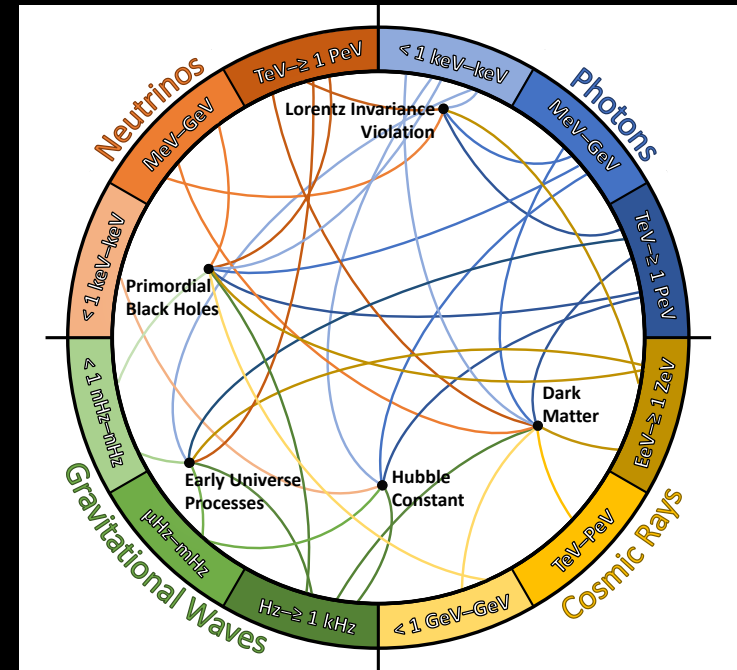 Neutrinos
Photons
Gravitational Waves
Cosmic Rays
TeV–≥ 1 PeV
< 1 keV–keV
MeV–GeV
MeV–GeV
< 1 keV–keV
TeV–≥ 1 PeV
< 1 nHz–nHz
EeV–≥ 1 ZeV
μHz–mHz
TeV–PeV
Hz–≥ 1 kHz
< 1 GeV–GeV
Lorentz Invariance
Violation
Primordial
Black Holes
Dark
Matter
Early Universe
Processes
Hubble
Constant